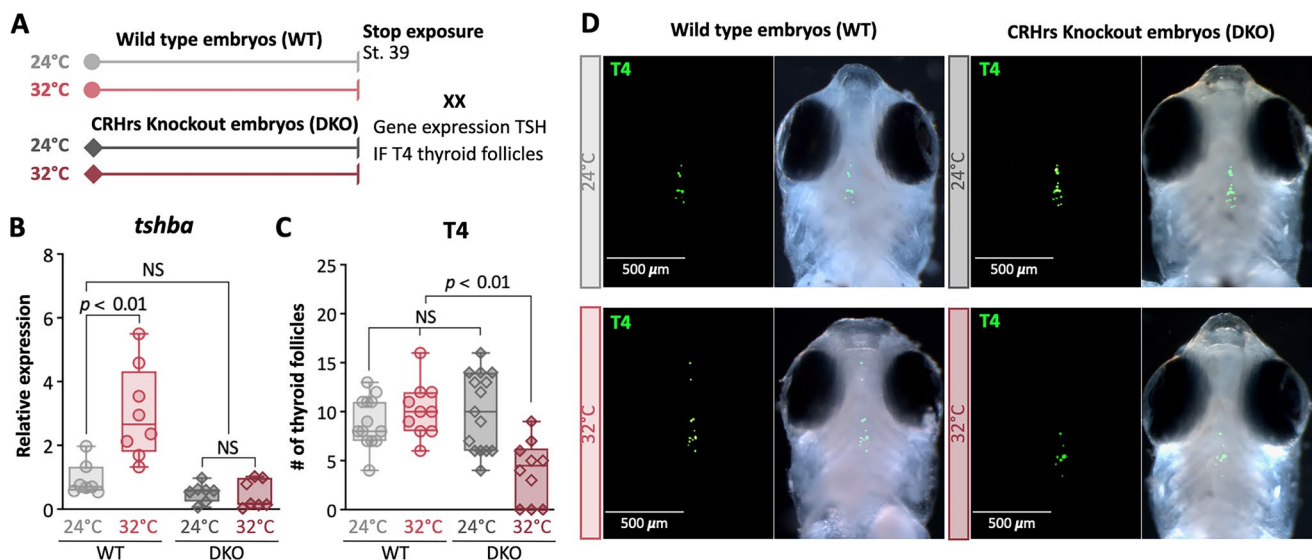 A
Wild type embryos (WT)
Stop exposure
St. 39
24°C
32°C
XX
CRHrs Knockout embryos (DKO)
Gene expression TSH
24°C
IF T4 thyroid follicles
32°C
B
tshba
Relative expression
8
6
4
2
0
NS
p < 0.01
NS
24°C 32°C 24°C 32°C
WT DKO
C
T4
# of thyroid follicles
25
20
15
10
5
0
p < 0.01
NS
24°C 32°C 24°C 32°C
WT DKO
D
Wild type embryos (WT)
CRHrs Knockout embryos (DKO)
24°C
T4
500 µm
24°C
T4
500 µm
32°C
T4
500 µm
32°C
T4
500 µm